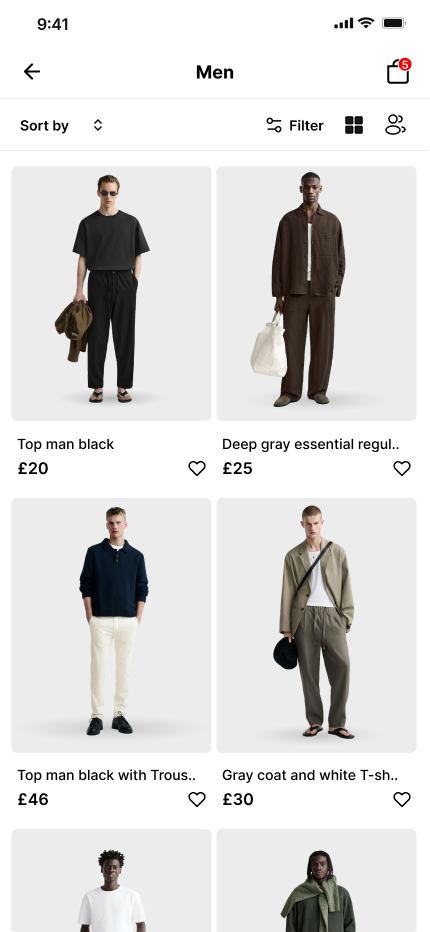 9:41
Men
5
Sort by
Filter
Top man black
Deep gray essential regul..
£20
£25
Top man black with Trous..
Gray coat and white T-sh..
£46
£30